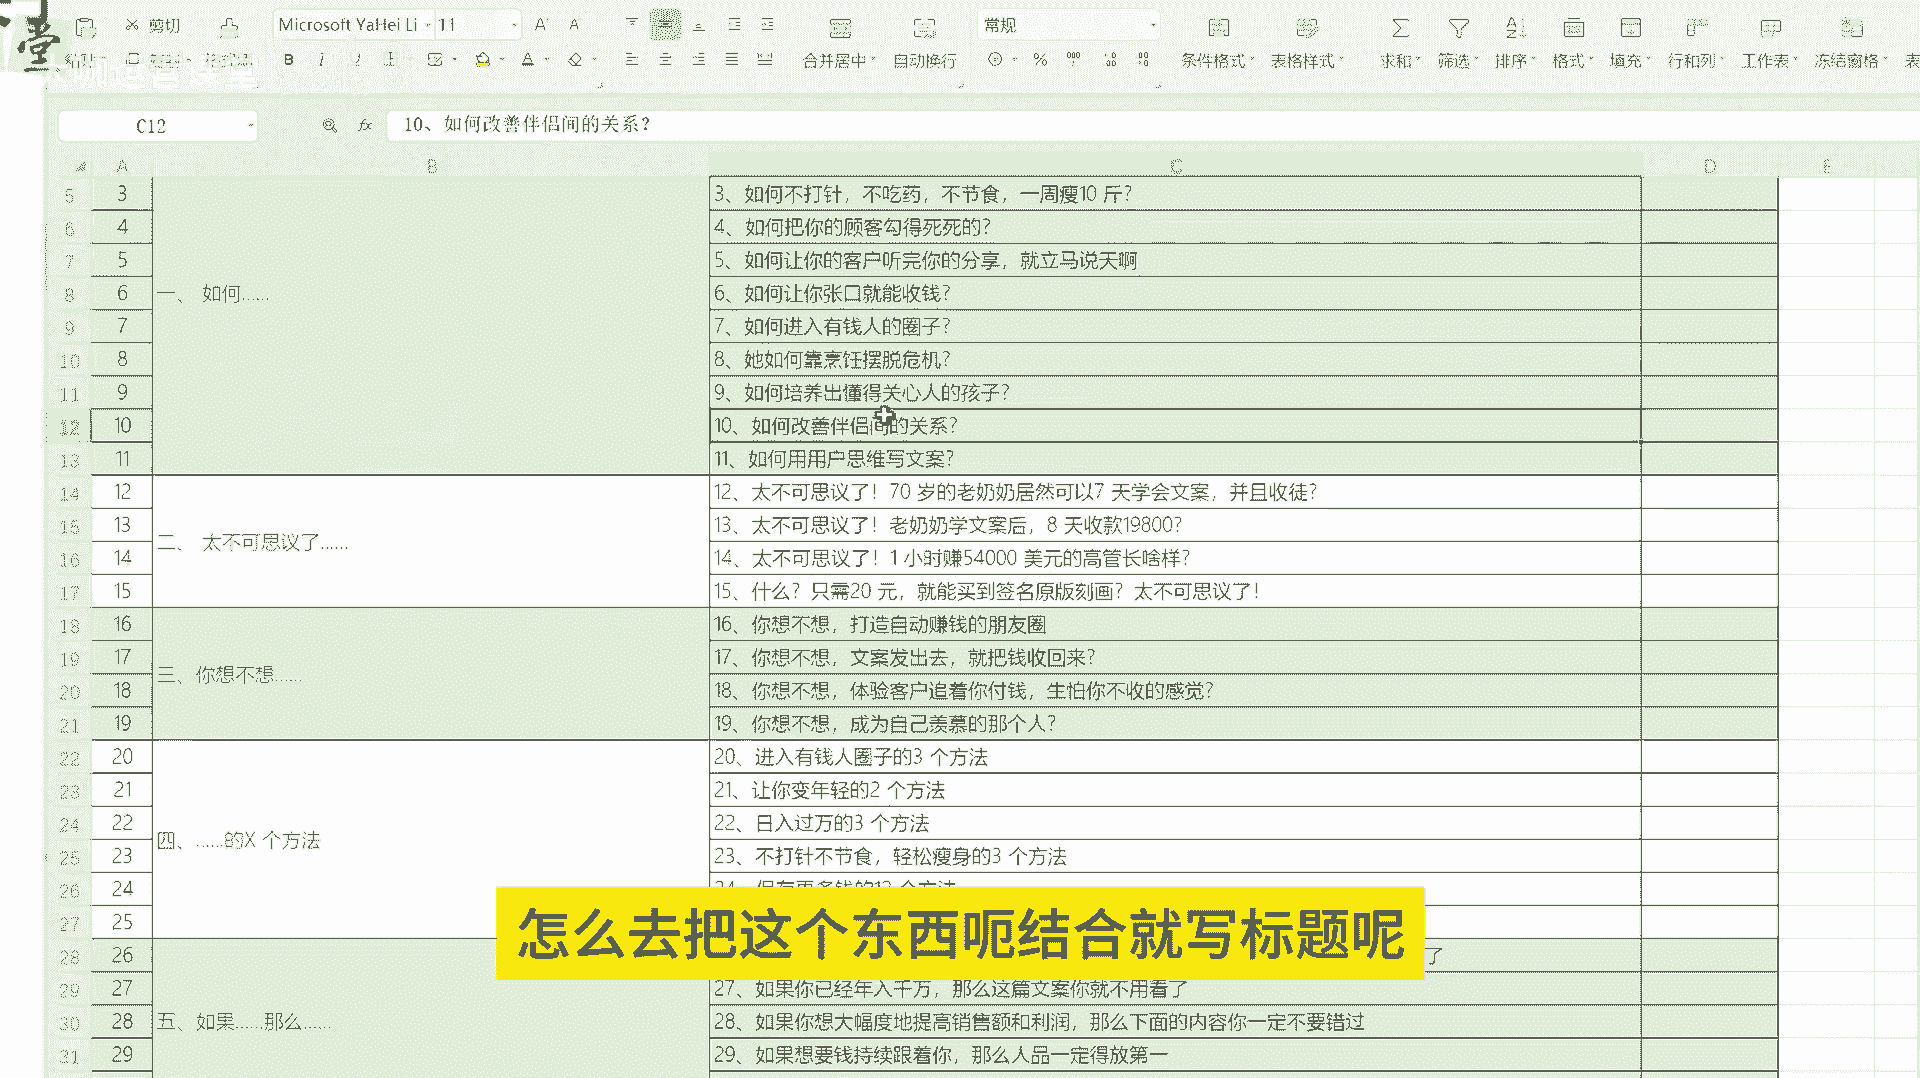 堂
剪切
Microsoft YaHei Li
11
常规
B
合并居中
自动换行
条件格式
表格样式
求和
筛选
排序
格式
填充
行和列
工作表
冻结窗格
表
C12
fx
10、如何改善伴侣间的关系?
A B C D E
5 3 3、如何不打针，不吃药，不节食，一周瘦10 斤?
6 4 4、如何把你的顾客勾得死死的?
7 5 5、如何让你的客户听完你的分享，就立马说天啊
8 6 一、 如何...... 6、如何让你张口就能收钱?
9 7 7、如何进入有钱人的圈子?
10 8 8、她如何靠烹饪摆脱危机?
11 9 9、如何培养出懂得关心人的孩子?
12 10 10、如何改善伴侣间的关系?
13 11 11、如何用用户思维写文案?
14 12 12、太不可思议了！70 岁的老奶奶居然可以7 天学会文案，并且收徒?
15 13 二、 太不可思议了...... 13、太不可思议了！老奶奶学文案后，8 天收款19800?
16 14 14、太不可思议了！1 小时赚54000 美元的高管长啥样?
17 15 15、什么？只需20 元，就能买到签名原版刻画？太不可思议了！
18 16 16、你想不想，打造自动赚钱的朋友圈
19 17 三、你想不想...... 17、你想不想，文案发出去，就把钱收回来?
20 18 18、你想不想，体验客户追着你付钱，生怕你不收的感觉?
21 19 19、你想不想，成为自己羡慕的那个人?
22 20 20、进入有钱人圈子的3 个方法
23 21 21、让你变年轻的2 个方法
24 22 四、......的X 个方法 22、日入过万的3 个方法
25 23 23、不打针不节食，轻松瘦身的3 个方法
26 24
27 25
怎么去把这个东西呃结合就写标题呢
28 26 了
29 27 27、如果你已经年入千万，那么这篇文案你就不用看了
30 28 五、如果......那么...... 28、如果你想大幅度地提高销售额和利润，那么下面的内容你一定不要错过
31 29 29、如果想要钱持续跟着你，那么人品一定得放第一